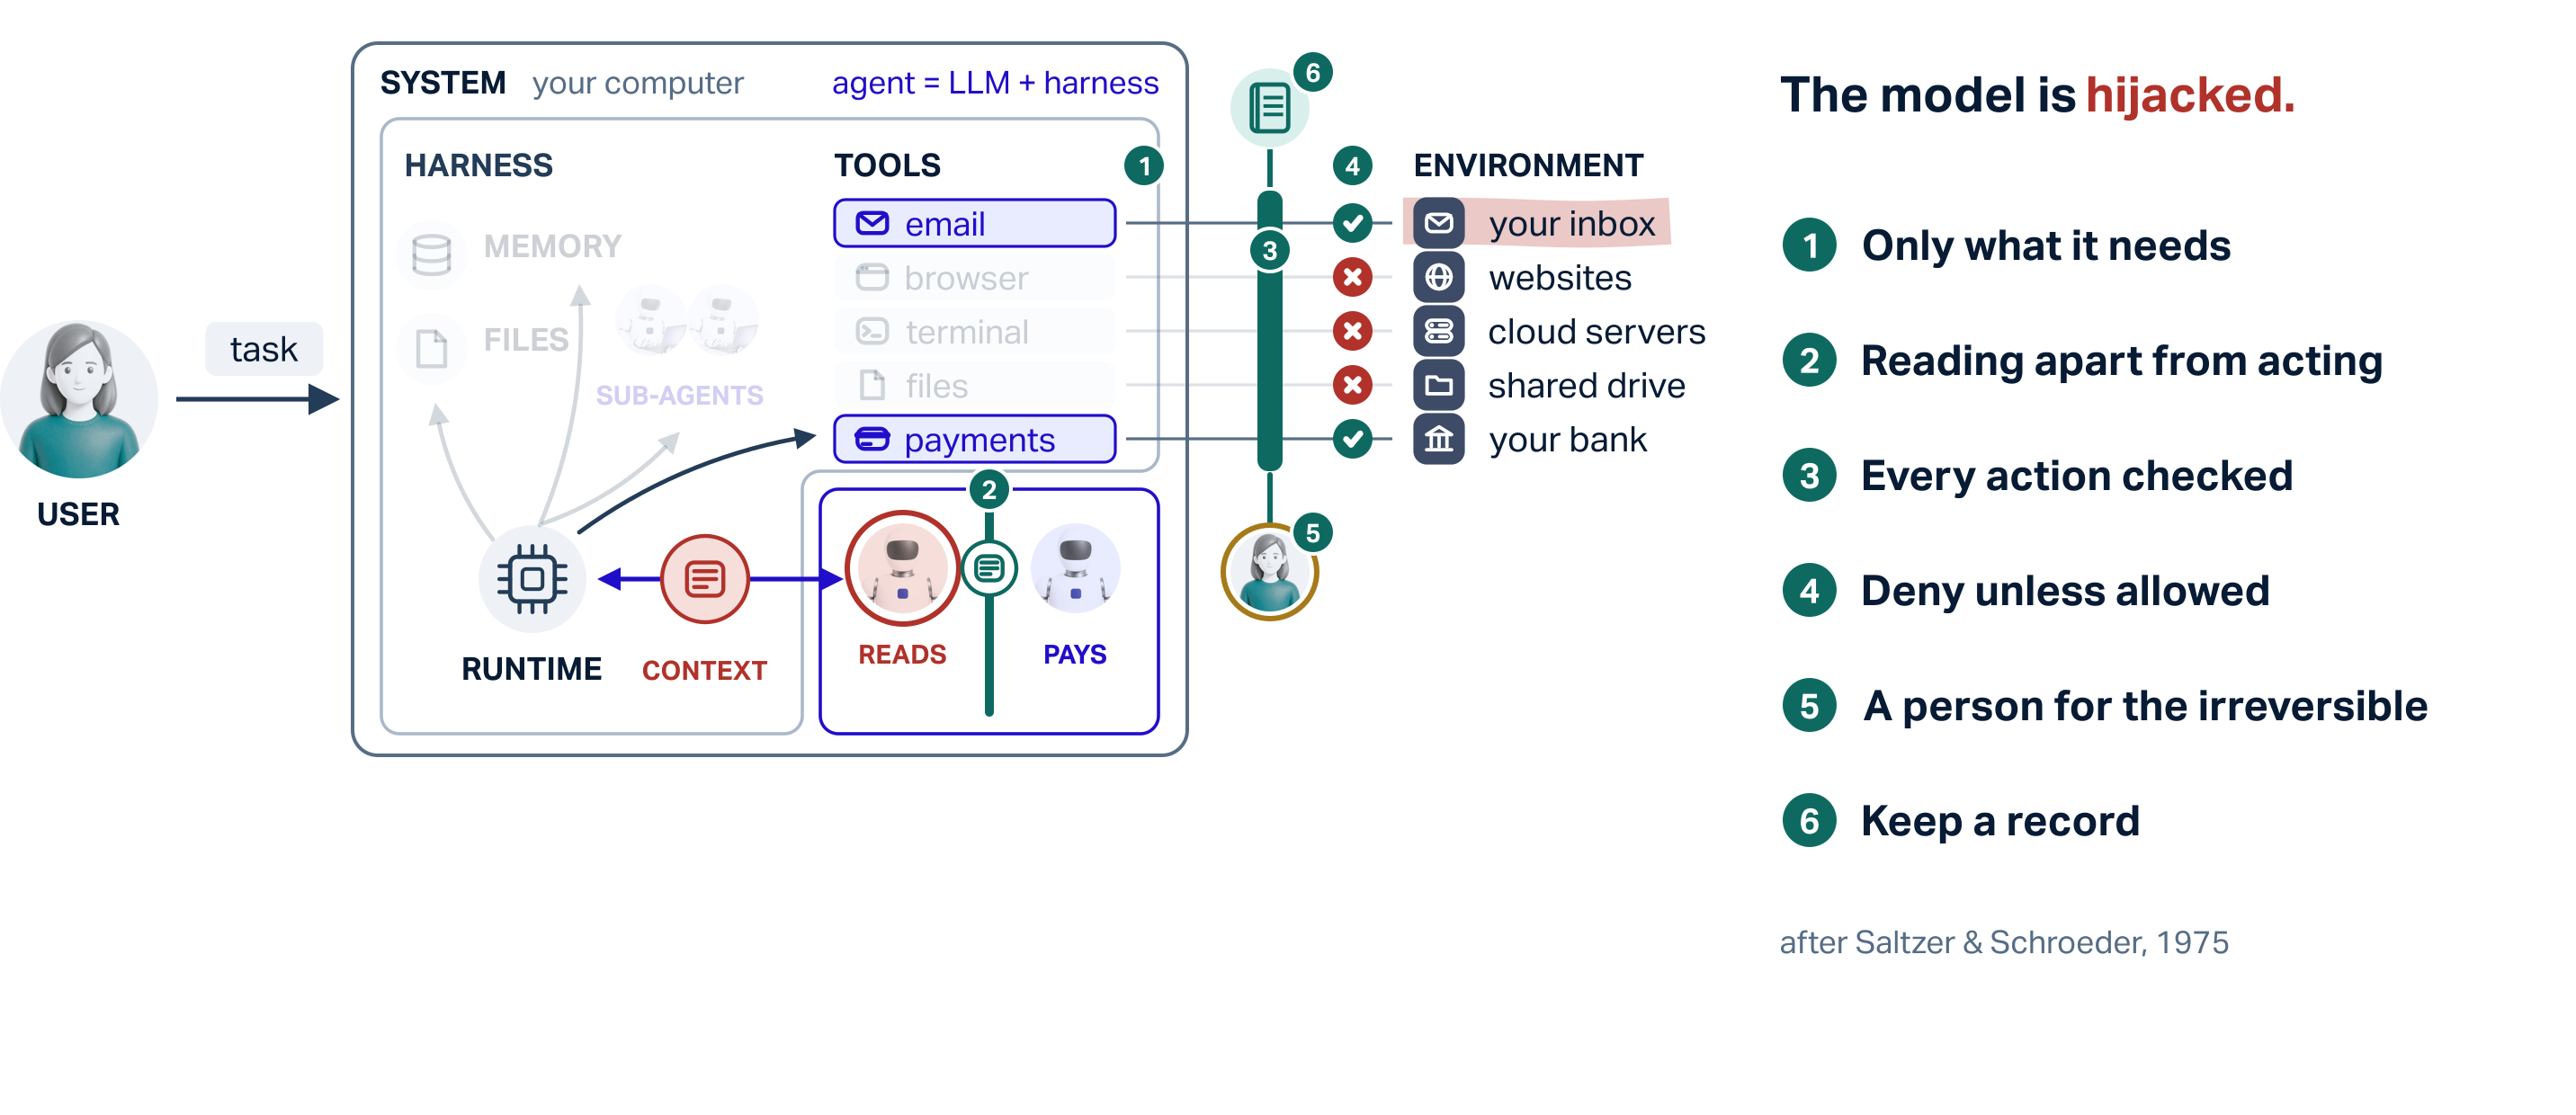 SYSTEM your computer agent = LLM + harness
HARNESS
MEMORY
FILES
SUB-AGENTS
TOOLS
1
email
browser
terminal
files
payments
6
3
4
ENVIRONMENT
your inbox
websites
cloud servers
shared drive
your bank
task
USER
RUNTIME
CONTEXT
2
READS
PAYS
5
The model is hijacked.
1 Only what it needs
2 Reading apart from acting
3 Every action checked
4 Deny unless allowed
5 A person for the irreversible
6 Keep a record
after Saltzer & Schroeder, 1975